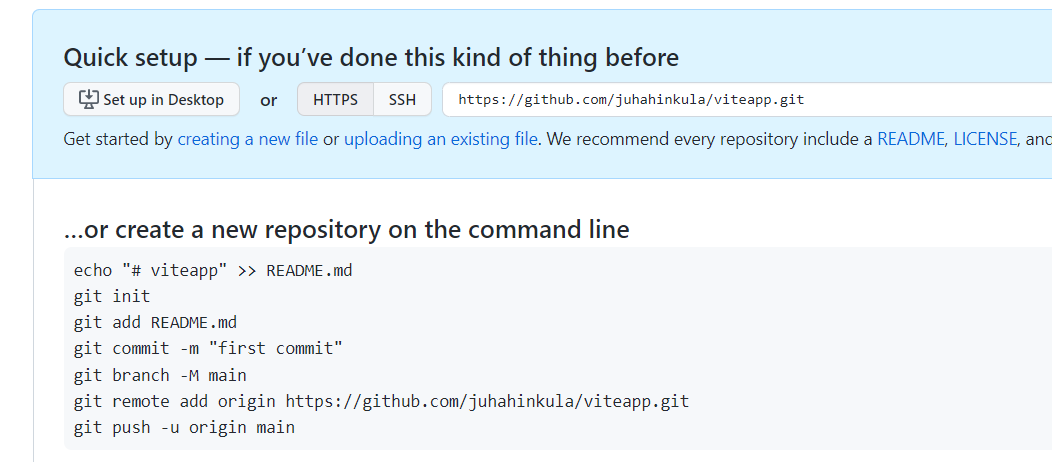 Quick setup — if you’ve done this kind of thing before
Set up in Desktop or HTTPS SSH https://github.com/juhahinkula/viteapp.git
Get started by creating a new file or uploading an existing file. We recommend every repository include a README, LICENSE, and
…or create a new repository on the command line
echo "# viteapp" >> README.md
git init
git add README.md
git commit -m "first commit"
git branch -M main
git remote add origin https://github.com/juhahinkula/viteapp.git
git push -u origin main